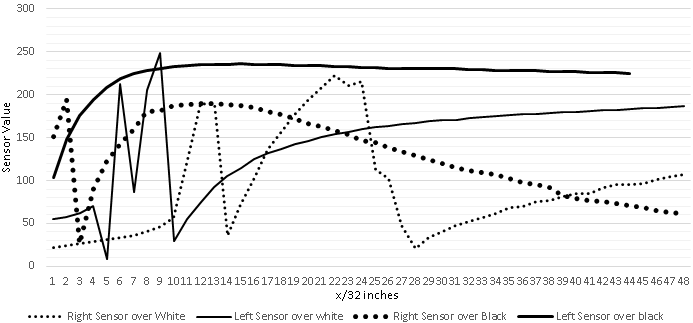 300
250
200
150
100
50
0
Sensor Value
1 2 3 4 5 6 7 8 9 10 11 12 13 14 15 16 17 18 19 20 21 22 23 24 25 26 27 28 29 30 31 32 33 34 35 36 37 38 39 40 41 42 43 44 45 46 47 48
x/32 inches
Right Sensor over White Left Sensor over white Right Sensor over Black Left Sensor over black